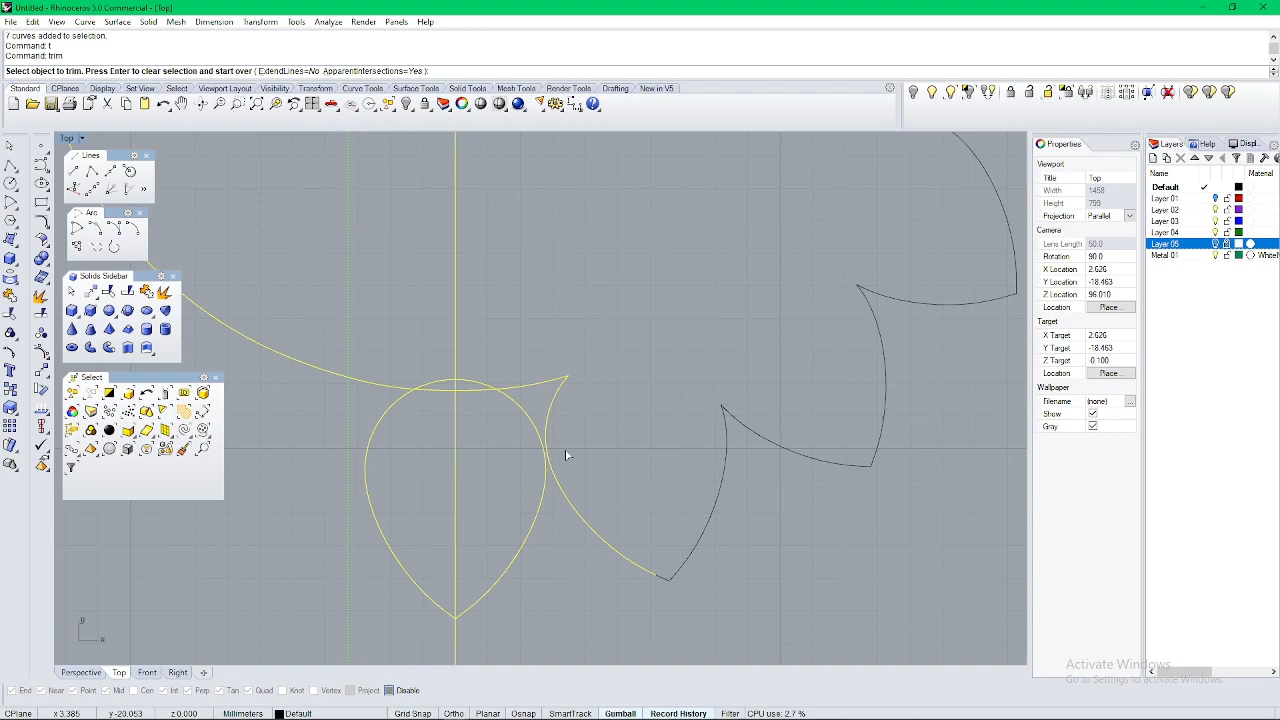 Untitled - Rhinoceros 5.0 Commercial - [Top]
File Edit View Curve Surface Solid Mesh Dimension Transform Tools Analyze Render Panels Help
7 curves added to selection.
Command: t
Command: trim
Select object to trim. Press Enter to clear selection and start over ( ExtendLines=No ApparentIntersections=Yes ):
Standard CPlanes Display Set View Select Viewport Layout Visibility Transform Curve Tools Surface Tools Solid Tools Mesh Tools Render Tools Drafting New in V5
Top
Lines
Arc
Solids Sidebar
Select
y
x
Properties
Viewport
Title Top
Width 1458
Height 799
Projection Parallel
Camera
Lens Length 50.0
Rotation 90.0
X Location 2.626
Y Location -18.463
Z Location 96.010
Location Place...
Target
X Target 2.626
Y Target -18.463
Z Target -0.100
Location Place...
Wallpaper
Filename (none) ...
Show
Gray
Layers Help Displ...
Name Material
Default
Layer 01
Layer 02
Layer 03
Layer 04
Layer 05
Metal 01
Activate Windows
Go to Settings to activate Windows.
Perspective Top Front Right
End Near Point Mid Cen Int Perp Tan Quad Knot Vertex Project Disable
CPlane x 3.385 y -20.053 z 0.000 Millimeters Default Grid Snap Ortho Planar Osnap SmartTrack Gumball Record History Filter CPU use: 2.7 %